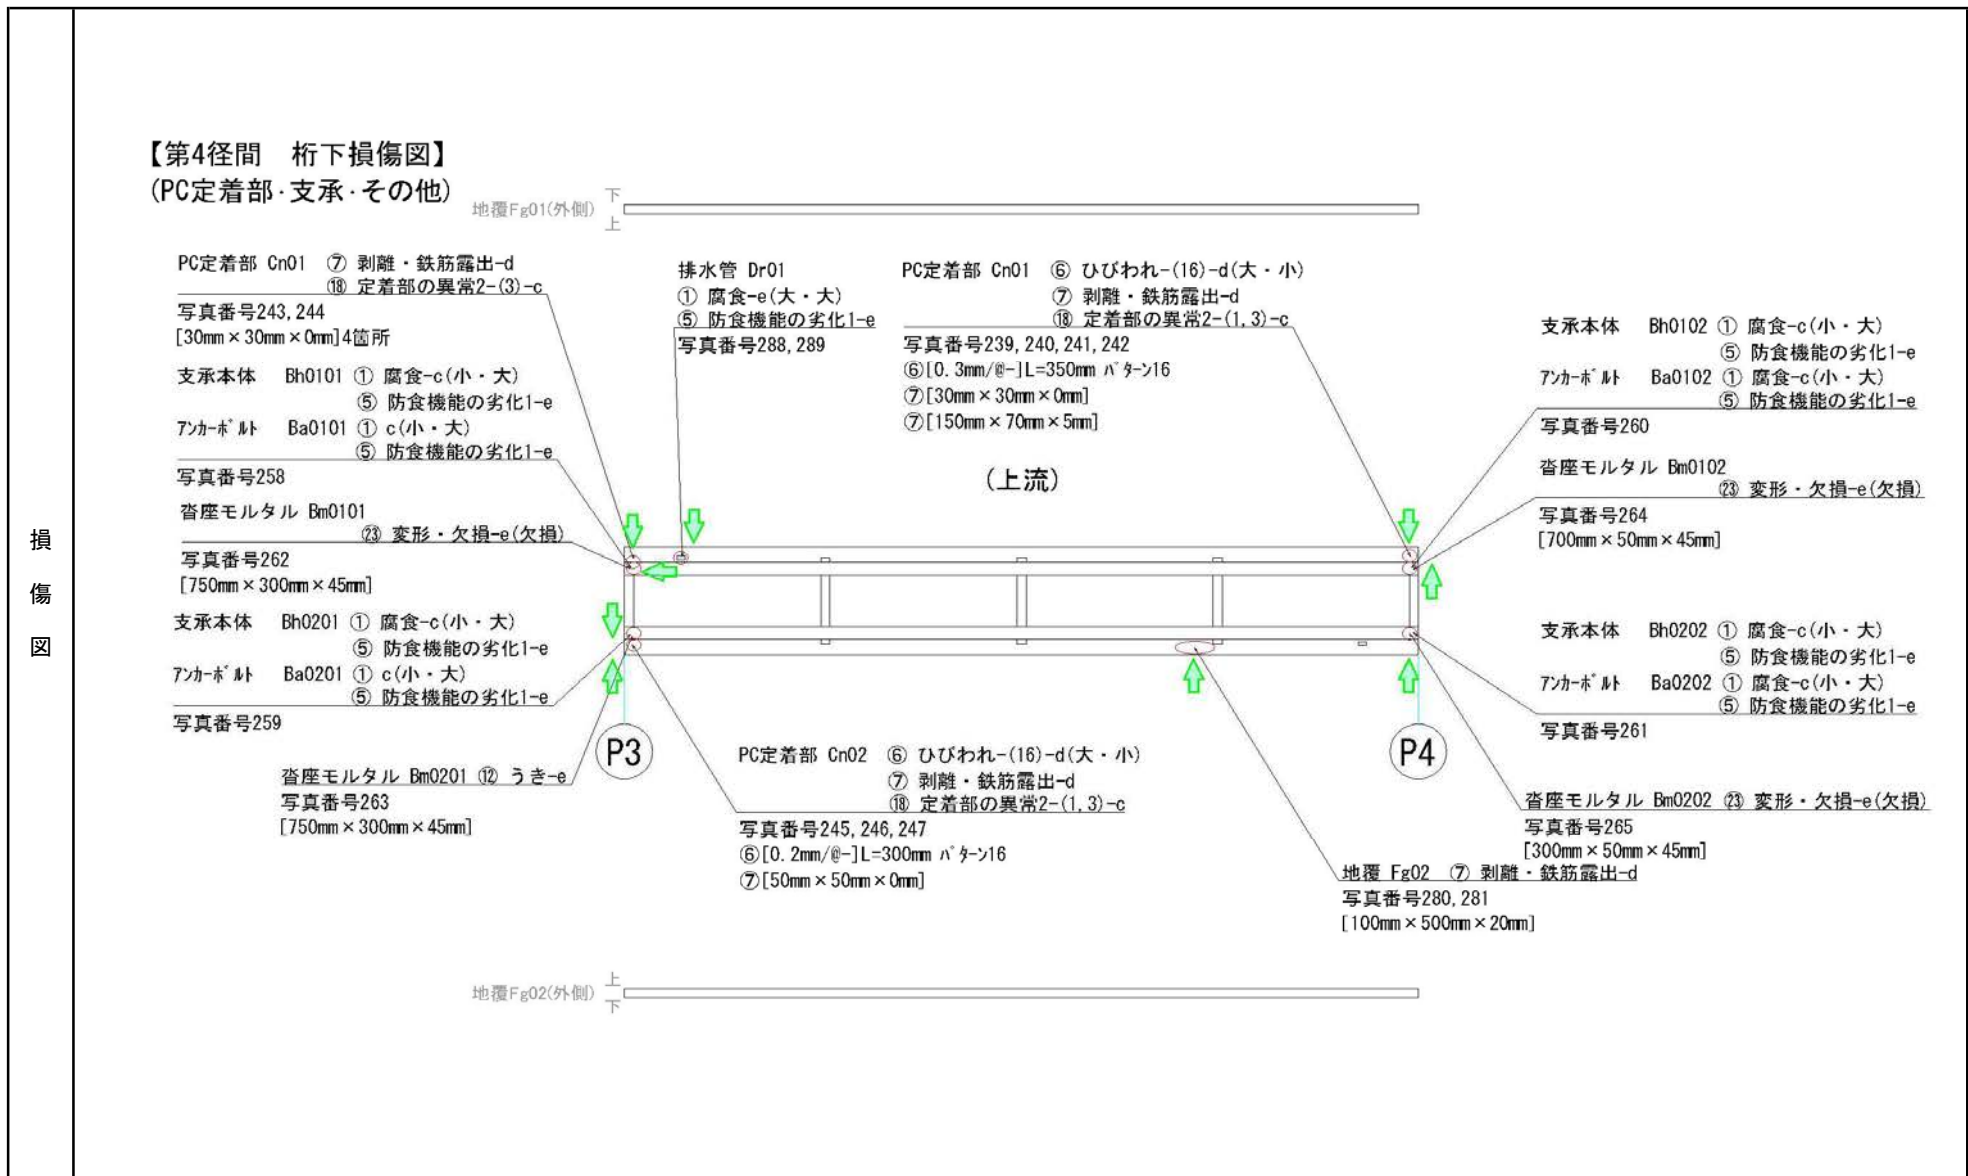 損
傷
図
【第4径間　桁下損傷図】
(PC定着部・支承・その他)
地覆Fg01(外側)
下
上
PC定着部 Cn01 ⑦ 剥離・鉄筋露出-d
⑱ 定着部の異常2-(3)-c
写真番号243,244
[30mm×30mm×0mm]4箇所
支承本体 Bh0101 ① 腐食-c(小・大)
⑤ 防食機能の劣化1-e
ｱﾝｶｰﾎﾞﾙﾄ Ba0101 ① c(小・大)
⑤ 防食機能の劣化1-e
写真番号258
沓座モルタル Bm0101
㉓ 変形・欠損-e(欠損)
写真番号262
[750mm×300mm×45mm]
支承本体 Bh0201 ① 腐食-c(小・大)
⑤ 防食機能の劣化1-e
ｱﾝｶｰﾎﾞﾙﾄ Ba0201 ① c(小・大)
⑤ 防食機能の劣化1-e
写真番号259
沓座モルタル Bm0201 ⑫ うき-e
写真番号263
[750mm×300mm×45mm]
排水管 Dr01
① 腐食-e(大・大)
⑤ 防食機能の劣化1-e
写真番号288,289
PC定着部 Cn01 ⑥ ひびわれ-(16)-d(大・小)
⑦ 剥離・鉄筋露出-d
⑱ 定着部の異常2-(1,3)-c
写真番号239,240,241,242
⑥[0.3mm/@-]L=350mm ﾊﾟﾀｰﾝ16
⑦[30mm×30mm×0mm]
⑦[150mm×70mm×5mm]
(上流)
支承本体 Bh0102 ① 腐食-c(小・大)
⑤ 防食機能の劣化1-e
ｱﾝｶｰﾎﾞﾙﾄ Ba0102 ① 腐食-c(小・大)
⑤ 防食機能の劣化1-e
写真番号260
沓座モルタル Bm0102
㉓ 変形・欠損-e(欠損)
写真番号264
[700mm×50mm×45mm]
支承本体 Bh0202 ① 腐食-c(小・大)
⑤ 防食機能の劣化1-e
ｱﾝｶｰﾎﾞﾙﾄ Ba0202 ① 腐食-c(小・大)
⑤ 防食機能の劣化1-e
写真番号261
P3
P4
PC定着部 Cn02 ⑥ ひびわれ-(16)-d(大・小)
⑦ 剥離・鉄筋露出-d
⑱ 定着部の異常2-(1,3)-c
写真番号245,246,247
⑥[0.2mm/@-]L=300mm ﾊﾟﾀｰﾝ16
⑦[50mm×50mm×0mm]
沓座モルタル Bm0202 ㉓ 変形・欠損-e(欠損)
写真番号265
[300mm×50mm×45mm]
地覆 Fg02 ⑦ 剥離・鉄筋露出-d
写真番号280,281
[100mm×500mm×20mm]
地覆Fg02(外側)
上
下